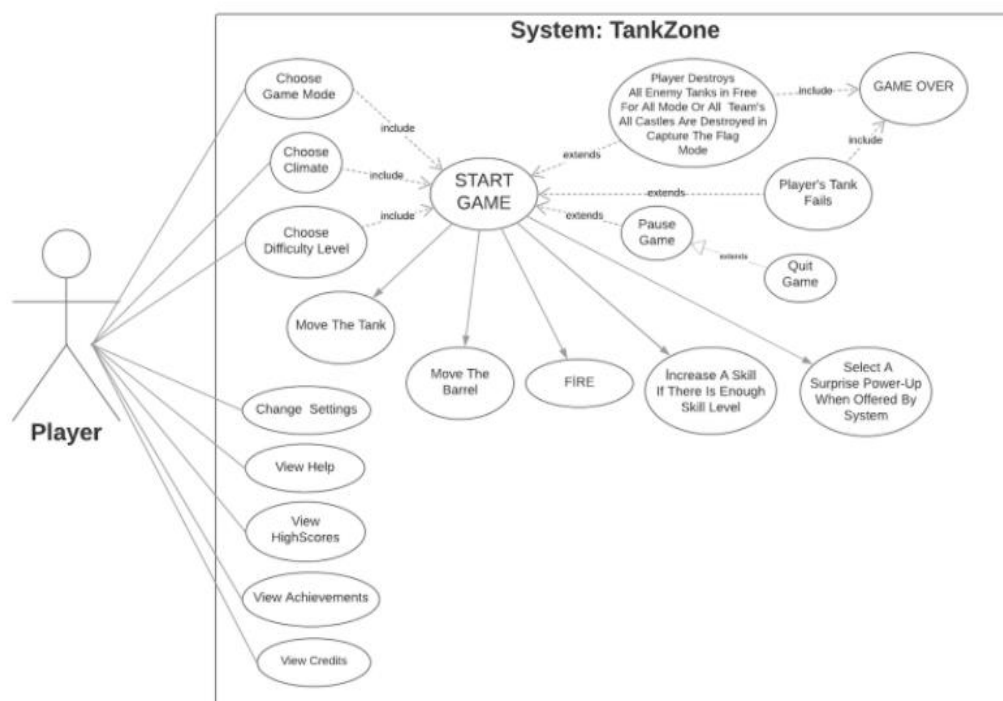 System: TankZone
Choose
Game Mode
Player Destroys
All Enemy Tanks in Free
For All Mode Or All Team's
All Castles Are Destroyed in
Capture The Flag
Mode
include
GAME OVER
include
include
Choose
Climate
include
extends
START
GAME
extends
Player's Tank
Fails
Choose
Difficulty Level
include
extends
Pause
Game
extends
Quit
Game
Move The Tank
Move The
Barrel
FİRE
İncrease A Skill
If There Is Enough
Skill Level
Select A
Surprise Power-Up
When Offered By
System
Player
Change Settings
View Help
View
HighScores
View Achievements
View Credits